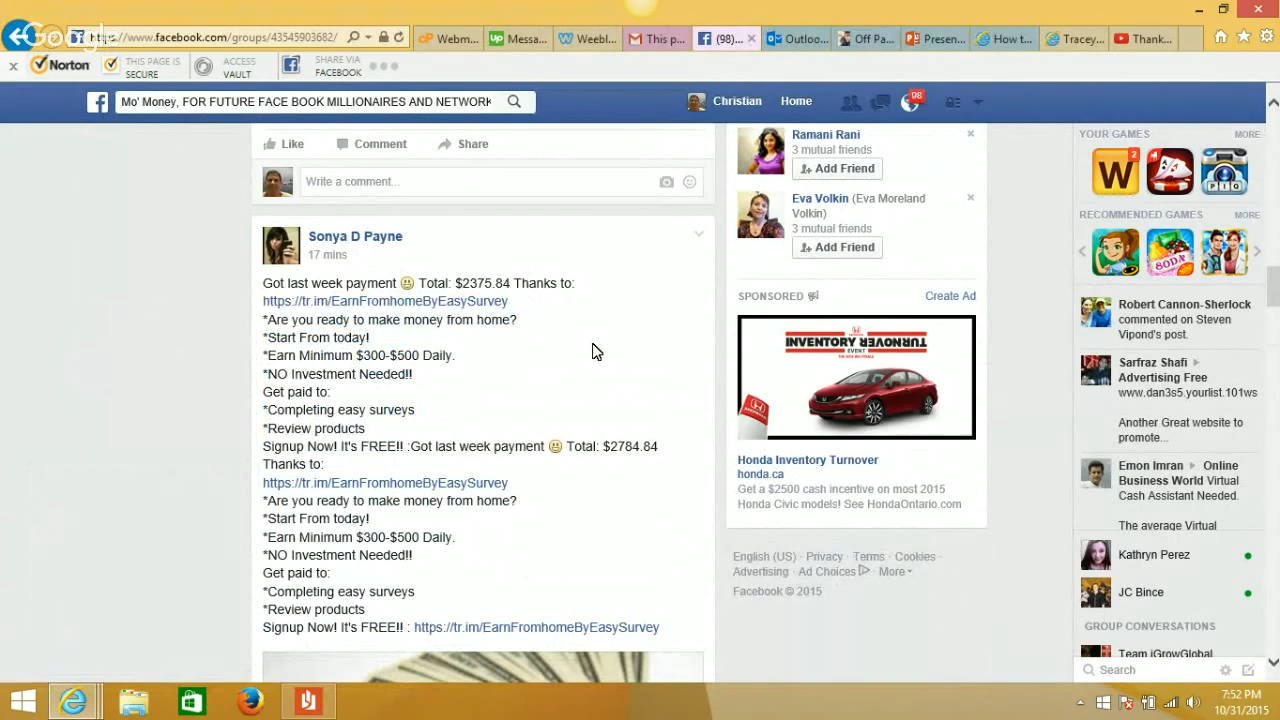 Google
https://www.facebook.com/groups/43545903682/
Webm...
Messa...
Weebl...
This p...
(98)...
Outloo...
Off Pa...
Presen...
How t...
Tracey...
Thank...
Norton
THIS PAGE IS
SECURE
ACCESS
VAULT
SHARE VIA
FACEBOOK
Mo' Money, FOR FUTURE FACE BOOK MILLIONAIRES AND NETWORK
Christian
Home
98
Like
Comment
Share
Write a comment...
Sonya D Payne
17 mins
Got last week payment 😃 Total: $2375.84 Thanks to:
https://tr.im/EarnFromhomeByEasySurvey
*Are you ready to make money from home?
*Start From today!
*Earn Minimum $300-$500 Daily.
*NO Investment Needed!!
Get paid to:
*Completing easy surveys
*Review products
Signup Now! It's FREE!! :Got last week payment 😃 Total: $2784.84
Thanks to:
https://tr.im/EarnFromhomeByEasySurvey
*Are you ready to make money from home?
*Start From today!
*Earn Minimum $300-$500 Daily.
*NO Investment Needed!!
Get paid to:
*Completing easy surveys
*Review products
Signup Now! It's FREE!! : https://tr.im/EarnFromhomeByEasySurvey
Ramani Rani
3 mutual friends
Add Friend
Eva Volkin (Eva Moreland
Volkin)
3 mutual friends
Add Friend
SPONSORED
Create Ad
HONDA
INVENTORY TURNOVER
EVENT
Honda Inventory Turnover
honda.ca
Get a $2500 cash incentive on most 2015
Honda Civic models! See HondaOntario.com
English (US) · Privacy · Terms · Cookies ·
Advertising · Ad Choices · More
Facebook © 2015
YOUR GAMES
MORE
W
2
PIC
RECOMMENDED GAMES
MORE
SODA
Robert Cannon-Sherlock
commented on Steven
Vipond's post.
Sarfraz Shafi
Advertising Free
www.dan3s5.yourlist.101ws
Another Great website to
promote...
Emon Imran ▸ Online
Business World Virtual
Cash Assistant Needed.
The average Virtual
Kathryn Perez
JC Bince
GROUP CONVERSATIONS
Team iGrowGlobal
Search
7:52 PM
10/31/2015